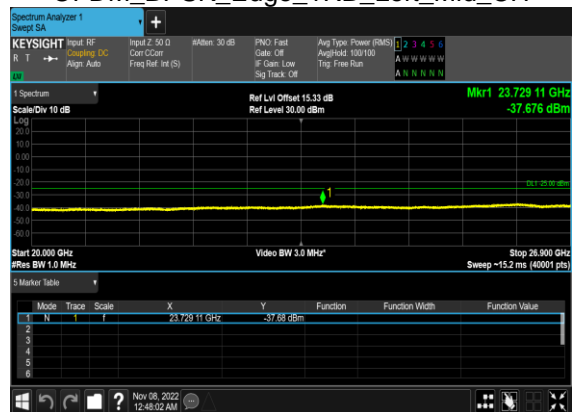 Spectrum Analyzer 1
Swept SA
KEYSIGHT
R T
Input: RF
Coupling: DC
Align: Auto
Input Z: 50 Ω
Corr CCorr
Freq Ref: Int (S)
#Atten: 30 dB
PNO: Fast
Gate: Off
IF Gain: Low
Sig Track: Off
Avg Type: Power (RMS)
Avg|Hold: 100/100
Trig: Free Run
1 2 3 4 5 6
A W W W W W
A N N N N N
1 Spectrum
Scale/Div 10 dB
Ref Lvl Offset 15.33 dB
Ref Level 30.00 dBm
Mkr1 23.729 11 GHz
-37.676 dBm
Log
20.0
10.0
0.00
-10.0
-20.0
-30.0
-40.0
-50.0
-60.0
DL1 -25.00 dBm
1
Start 20.000 GHz
#Res BW 1.0 MHz
Video BW 3.0 MHz*
Stop 26.900 GHz
Sweep ~15.2 ms (40001 pts)
5 Marker Table
Mode Trace Scale X Y Function Function Width Function Value
1 N 1 f 23.729 11 GHz -37.68 dBm
2
3
4
5
6
?
Nov 08, 2022
12:48:02 AM